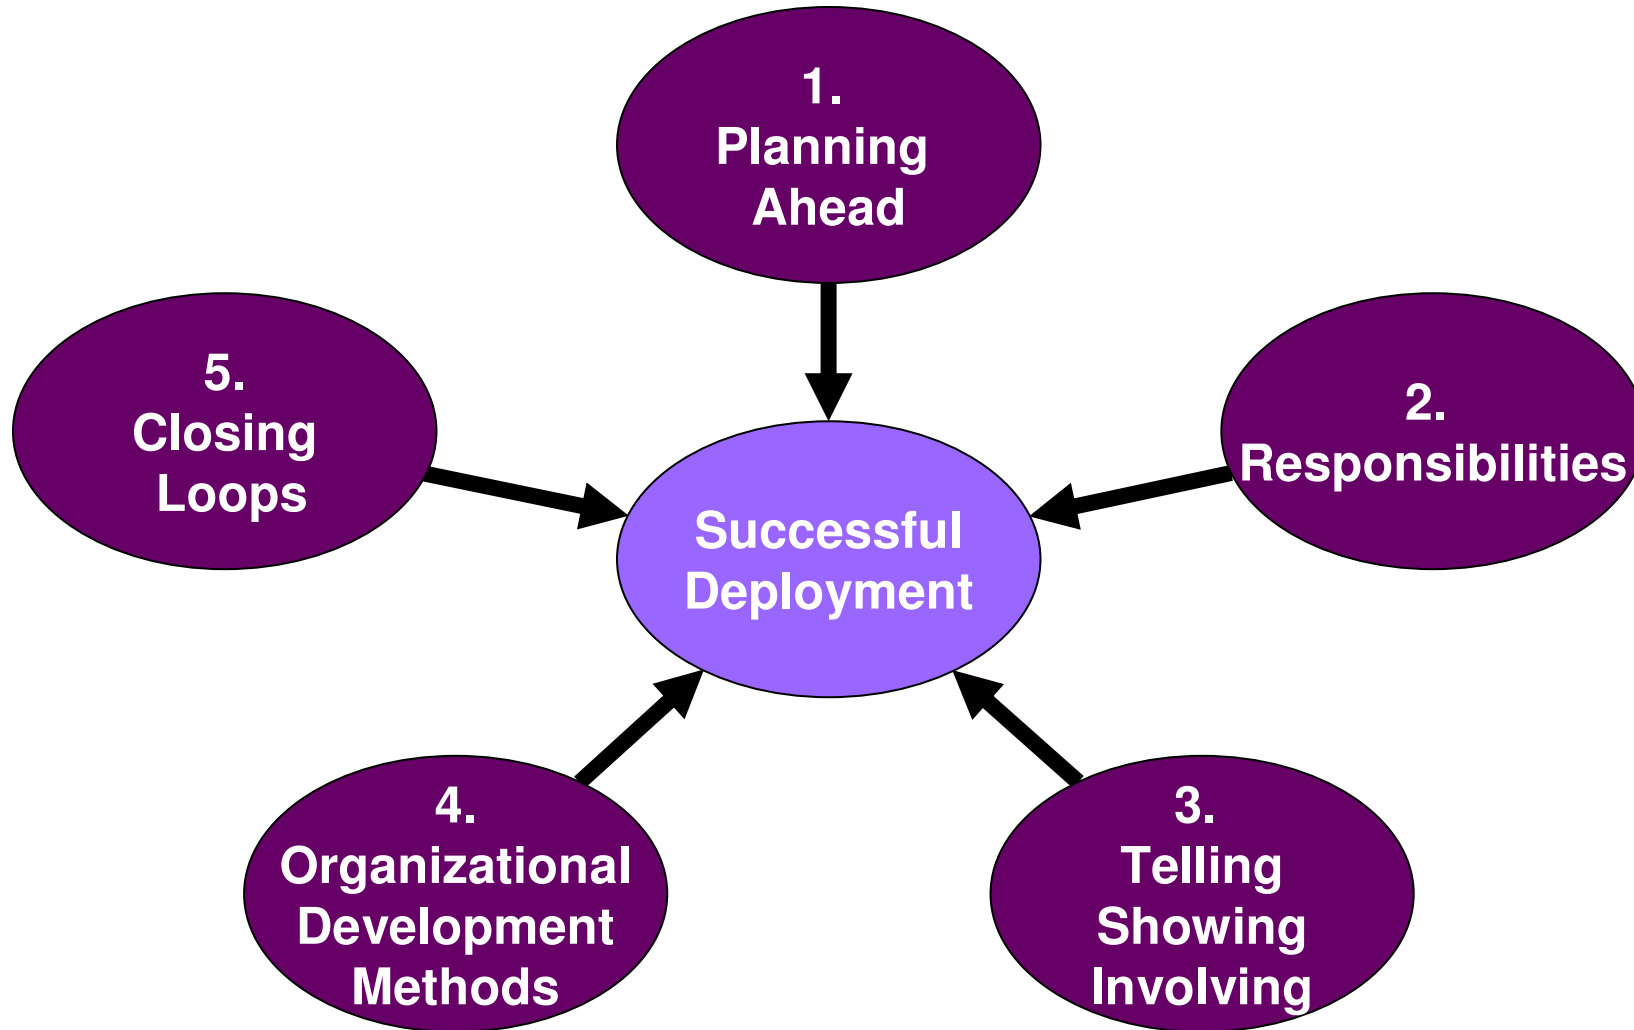 1.
Planning
Ahead
2.
Responsibilities
3.
Telling
Showing
Involving
4.
Organizational
Development
Methods
5.
Closing
Loops
Successful
Deployment